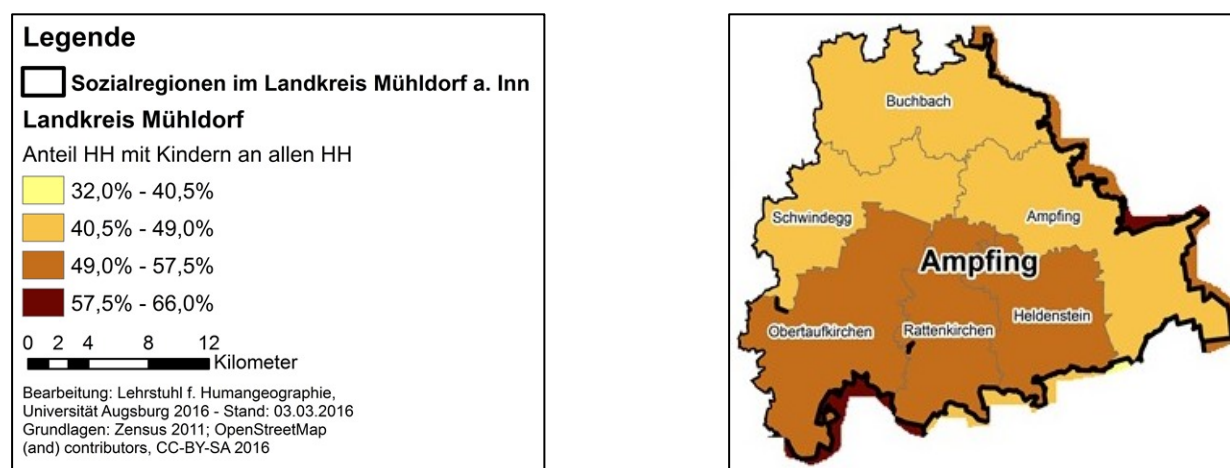 Legende
Sozialregionen im Landkreis Mühldorf a. Inn
Landkreis Mühldorf
Anteil HH mit Kindern an allen HH
32,0% - 40,5%
40,5% - 49,0%
49,0% - 57,5%
57,5% - 66,0%
0 2 4 8 12
Kilometer
Bearbeitung: Lehrstuhl f. Humangeographie,
Universität Augsburg 2016 - Stand: 03.03.2016
Grundlagen: Zensus 2011; OpenStreetMap
(and) contributors, CC-BY-SA 2016
Buchbach
Schwindegg
Ampfing
Ampfing
Obertaufkirchen
Rattenkirchen
Heldenstein